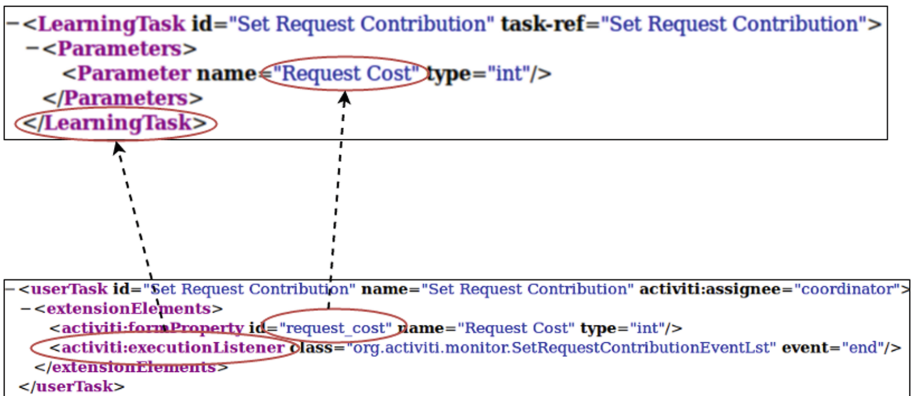 −<LearningTask id="Set Request Contribution" task-ref="Set Request Contribution">
−<Parameters>
<Parameter name="Request Cost" type="int"/>
</Parameters>
</LearningTask>
−<userTask id="Set Request Contribution" name="Set Request Contribution" activiti:assignee="coordinator">
−<extensionElements>
<activiti:formProperty id="request_cost" name="Request Cost" type="int"/>
<activiti:executionListener class="org.activiti.monitor.SetRequestContributionEventLst" event="end"/>
</extensionElements>
</userTask>